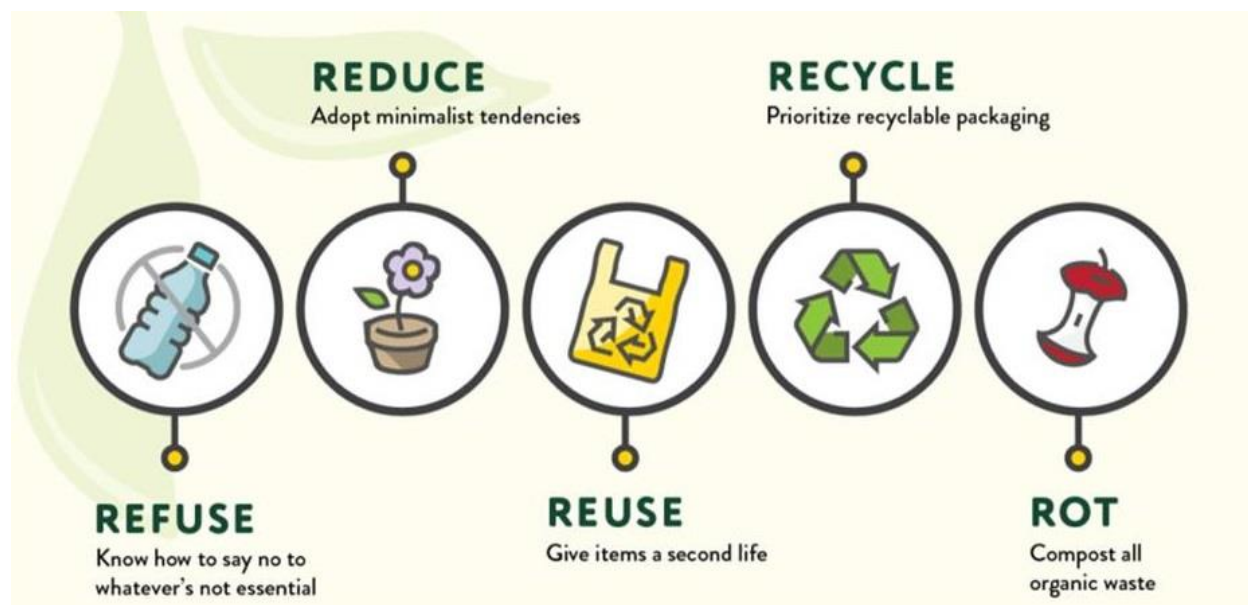 REFUSE
Know how to say no to
whatever's not essential
REDUCE
Adopt minimalist tendencies
REUSE
Give items a second life
RECYCLE
Prioritize recyclable packaging
ROT
Compost all
organic waste